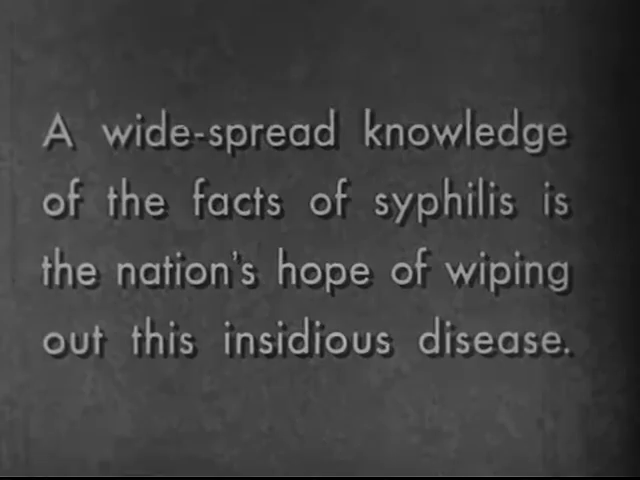 A wide-spread knowledge
of the facts of syphilis is
the nation's hope of wiping
out this insidious disease.